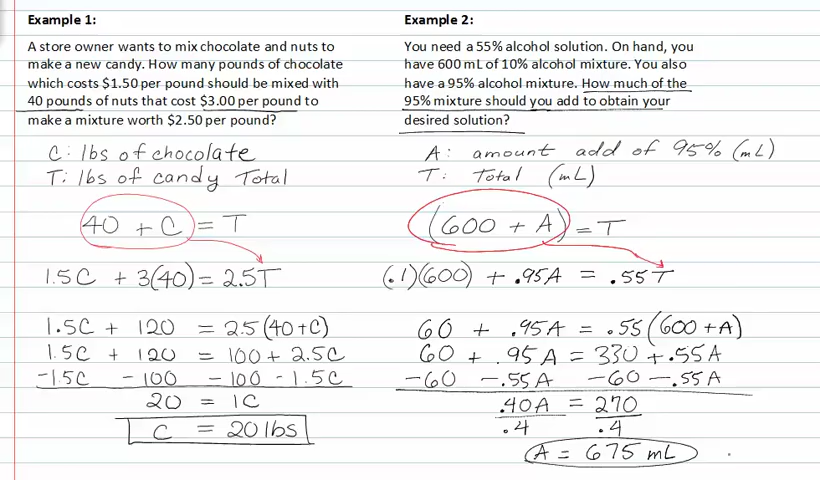 Example 1:
A store owner wants to mix chocolate and nuts to
make a new candy. How many pounds of chocolate
which costs $1.50 per pound should be mixed with
40 pounds of nuts that cost $3.00 per pound to
make a mixture worth $2.50 per pound?
C: lbs of chocolate
T: lbs of candy Total
40 + C = T
1.5C + 3(40) = 2.5T
1.5C + 120 = 2.5(40+C)
1.5C + 120 = 100 + 2.5C
-1.5C - 100 - 100 - 1.5C
20 = 1C
C = 20 lbs
Example 2:
You need a 55% alcohol solution. On hand, you
have 600 mL of 10% alcohol mixture. You also
have a 95% alcohol mixture. How much of the
95% mixture should you add to obtain your
desired solution?
A: amount add of 95% (mL)
T: Total (mL)
(600 + A) = T
(.1)(600) + .95A = .55T
60 + .95A = .55(600+A)
60 + .95A = 330 + .55A
-60 -.55A -60 -.55A
.40A = 270
.4 .4
A = 675 mL